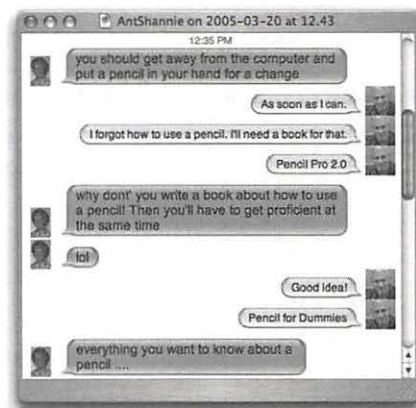 AntShannie on 2005-03-20 at 12.43
12:35 PM
you should get away from the computer and
put a pencil in your hand for a change
As soon as I can.
I forgot how to use a pencil. I'll need a book for that.
Pencil Pro 2.0
why dont' you write a book about how to use
a pencil! Then you'll have to get proficient at
the same time
lol
Good idea!
Pencil for Dummies
everything you want to know about a
pencil ....